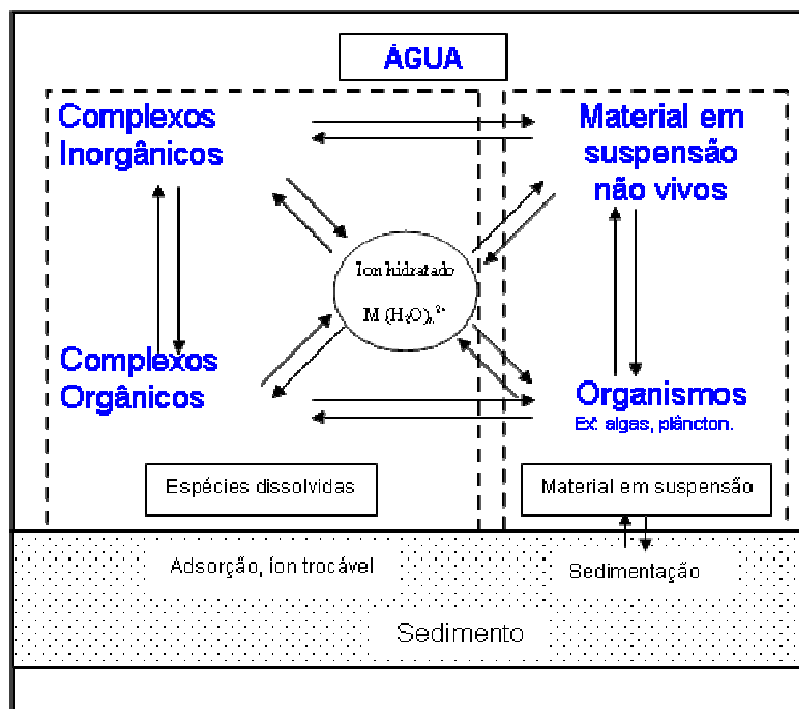 ÁGUA
Complexos
Inorgânicos
Material em
suspensão
não vivos
Íon hidratado
M (H₂O)
Complexos
Orgânicos
Organismos
Ex: algas, plâncton.
Espécies dissolvidas
Material em suspensão
Adsorção, íon trocável
Sedimentação
Sedimento